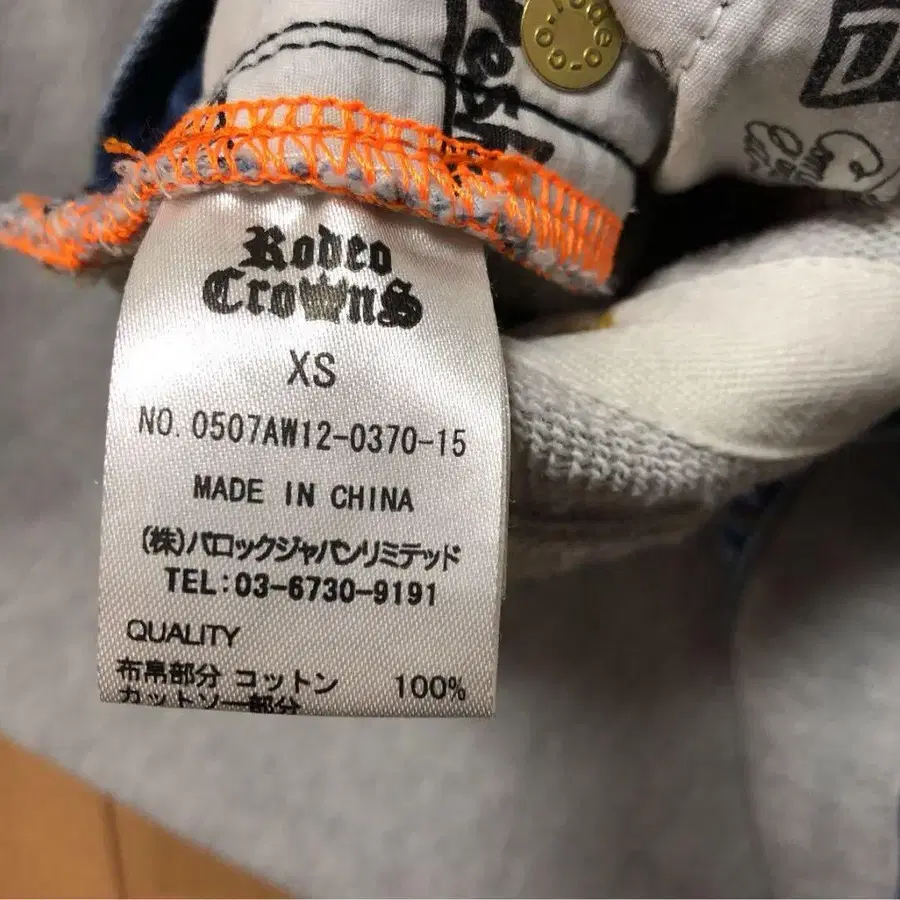 rodeo-c
Rodeo
Crowns
XS
NO. 0507AW12-0370-15
MADE IN CHINA
(株)バロックジャパンリミテッド
TEL:03-6730-9191
QUALITY
布帛部分 コットン 100%
カットソー部分